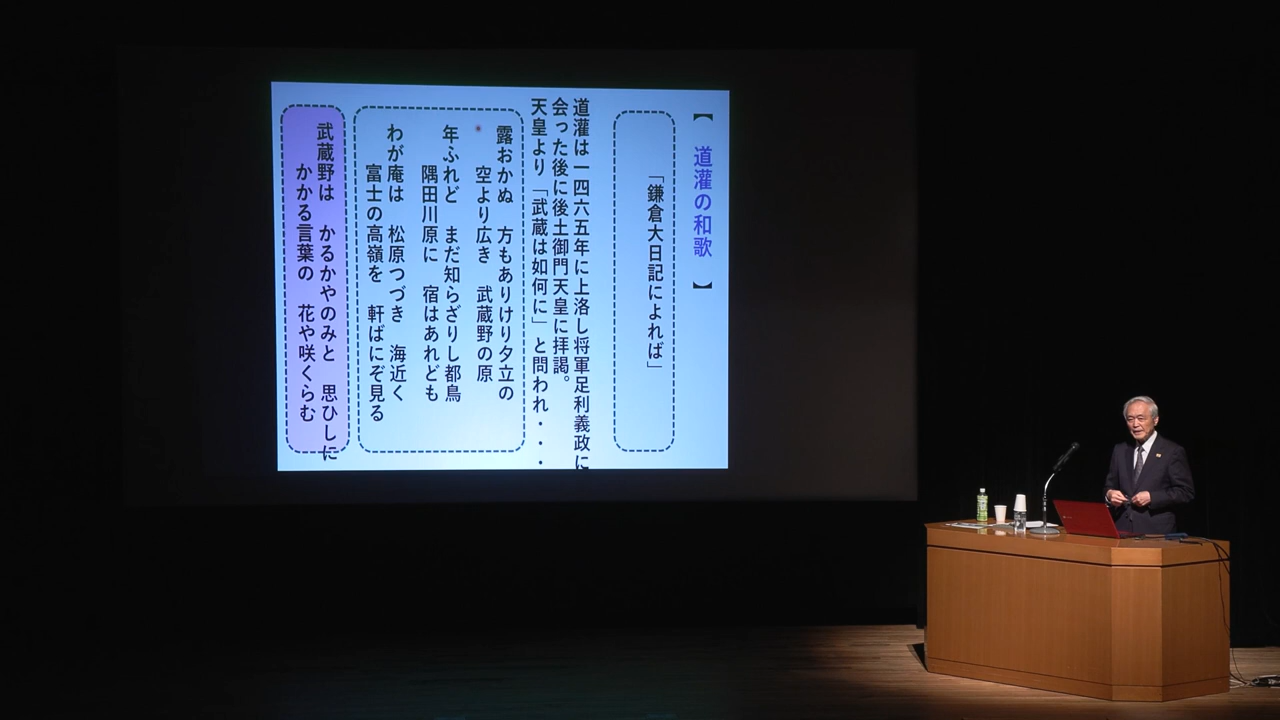 【 道灌の和歌 】
「鎌倉大日記によれば」
道灌は一四六五年に上洛し将軍足利義政に
会った後に後土御門天皇に拝謁。
天皇より「武蔵は如何に」と問われ・・・
露おかぬ 方もありけり夕立の
空より広き 武蔵野の原
年ふれど まだ知らざりし都鳥
隅田川原に 宿はあれども
わが庵は 松原つづき 海近く
富士の高嶺を 軒ばにぞ見る
武蔵野は かるかやのみと 思ひしに
かかる言葉の 花や咲くらむ